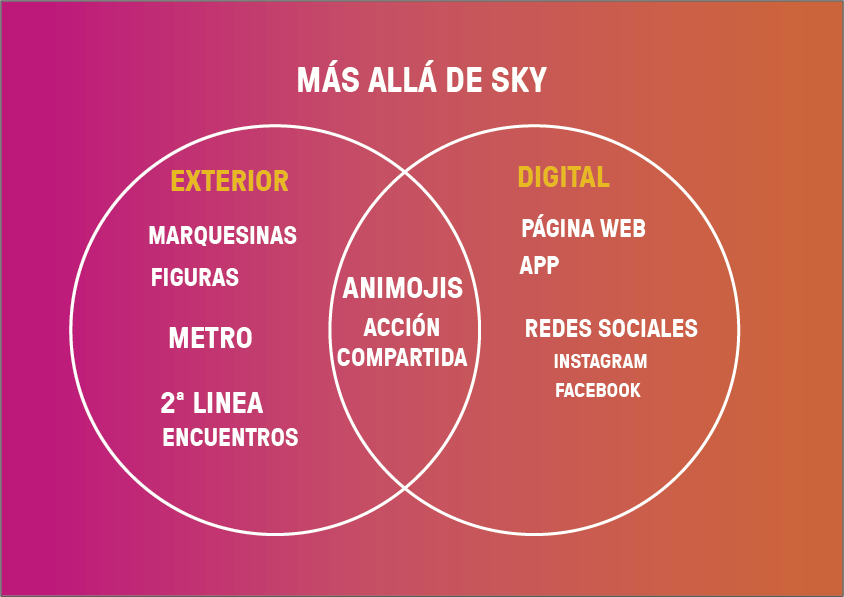 MÁS ALLÁ DE SKY
EXTERIOR
MARQUESINAS
FIGURAS
METRO
2ª LINEA
ENCUENTROS
ANIMOJIS
ACCIÓN
COMPARTIDA
DIGITAL
PÁGINA WEB
APP
REDES SOCIALES
INSTAGRAM
FACEBOOK